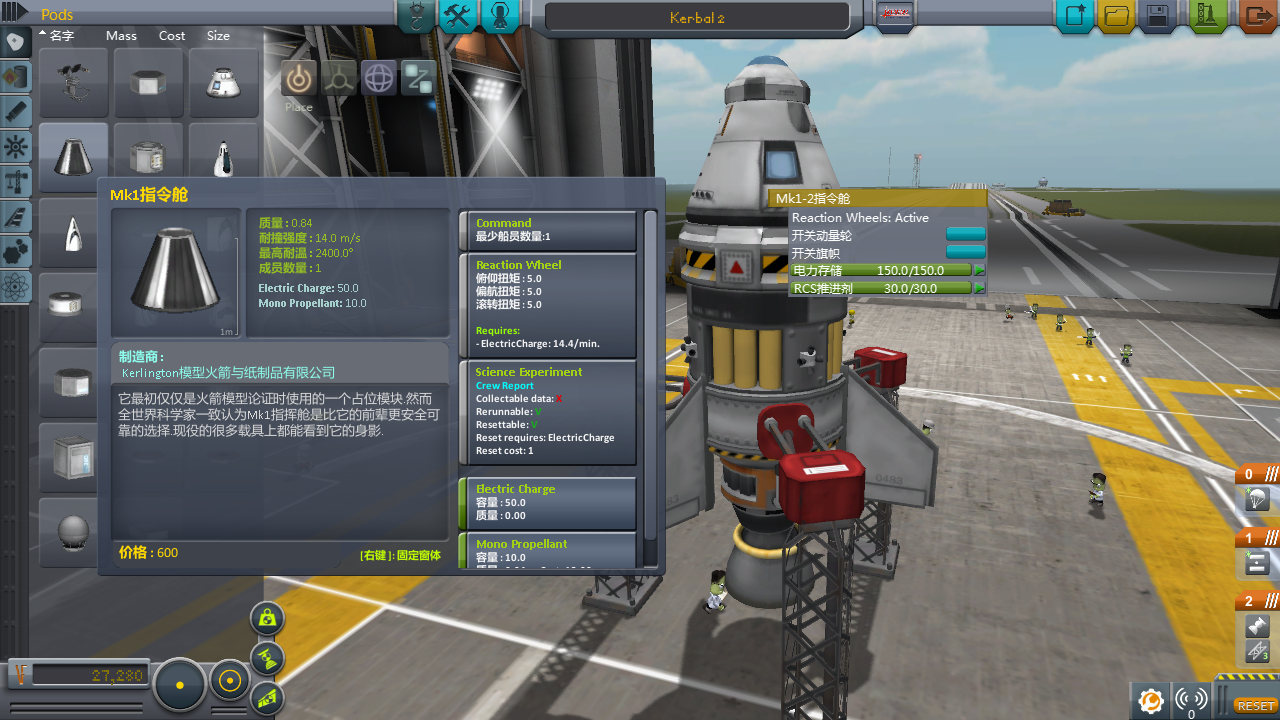 Pods
Kerbal 2
名字 Mass Cost Size
Place
Mk1指令舱
质量 : 0.84
耐撞强度 : 14.0 m/s
最高耐温 : 2400.0°
成员数量 : 1
Electric Charge: 50.0
Mono Propellant: 10.0
1m
制造商 :
Kerlington模型火箭与纸制品有限公司
它最初仅仅是火箭模型论证时使用的一个占位模块.然而
全世界科学家一致认为Mk1指挥舱是比它的前辈更安全可
靠的选择.现役的很多载具上都能看到它的身影.
价格 : 600
[右键] : 固定窗体
Command
最少船员数量:1
Reaction Wheel
俯仰扭矩 : 5.0
偏航扭矩 : 5.0
滚转扭矩 : 5.0
Requires:
- ElectricCharge: 14.4/min.
Science Experiment
Crew Report
Collectable data: X
Rerunnable: V
Resettable: V
Reset requires: ElectricCharge
Reset cost: 1
Electric Charge
容量 : 50.0
质量 : 0.00
Mono Propellant
容量 : 10.0
Mk1-2指令舱
Reaction Wheels: Active
开关动量轮
开关旗帜
电力存储 150.0/150.0
RCS推进剂 30.0/30.0
0483
0
1
2
3
27,280
0
RESET